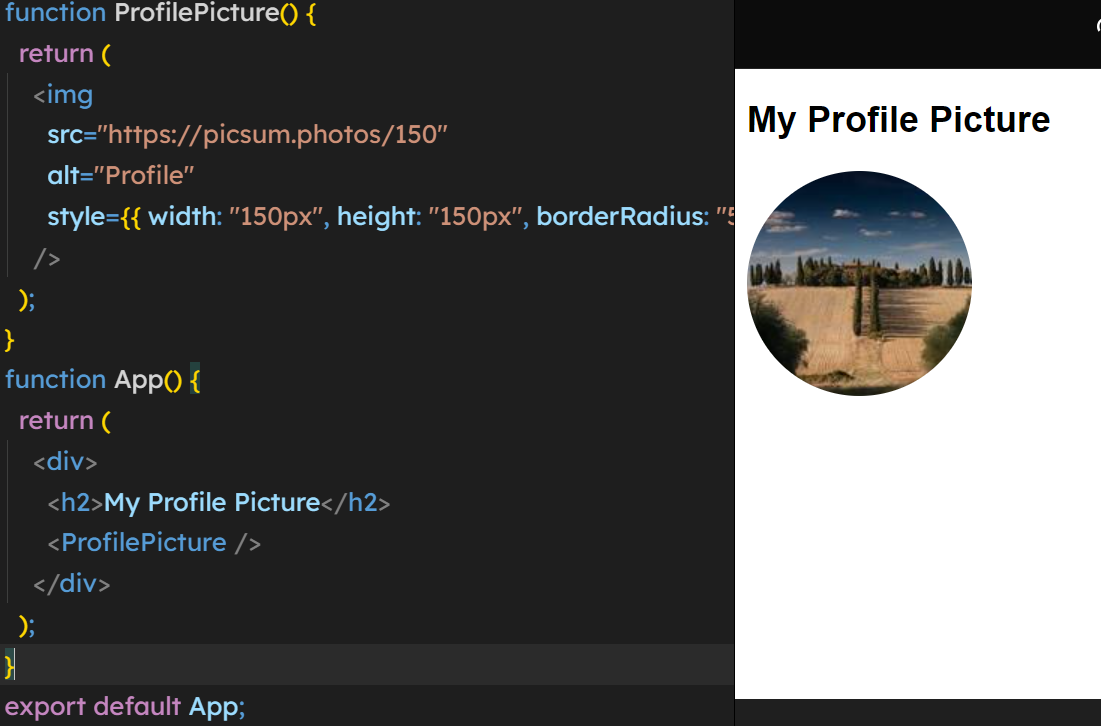 function ProfilePicture() {
return (
<img
src="https://picsum.photos/150"
alt="Profile"
style={{ width: "150px", height: "150px", borderRadius: "5
/>
);
}
function App() {
return (
<div>
<h2>My Profile Picture</h2>
<ProfilePicture />
</div>
);
}
export default App;
My Profile Picture